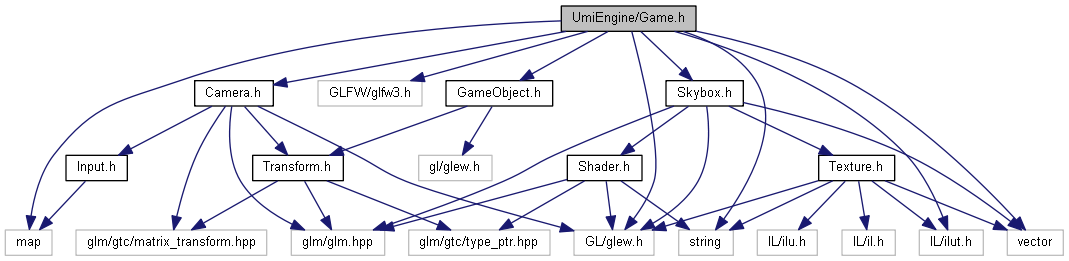 UmiEngine/Game.h
Camera.h
GLFW/glfw3.h
GameObject.h
Skybox.h
Input.h
Transform.h
gl/glew.h
Shader.h
Texture.h
map
glm/gtc/matrix_transform.hpp
glm/glm.hpp
glm/gtc/type_ptr.hpp
GL/glew.h
string
IL/ilu.h
IL/il.h
IL/ilut.h
vector